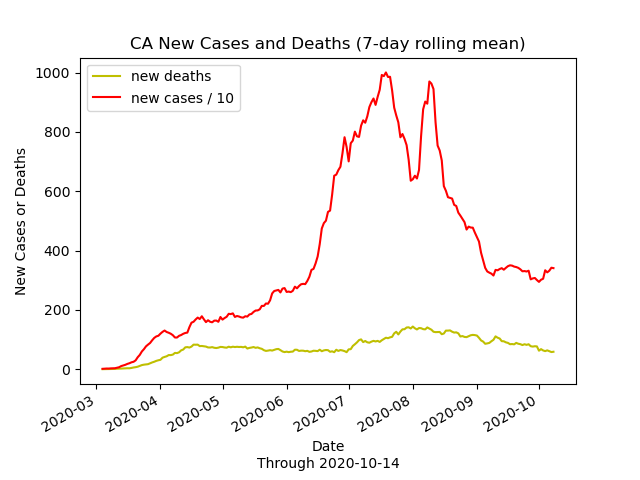 CA New Cases and Deaths (7-day rolling mean)
new deaths
new cases / 10
1000
800
600
400
200
0
New Cases or Deaths
2020-03
2020-04
2020-05
2020-06
2020-07
2020-08
2020-09
2020-10
Date
Through 2020-10-14